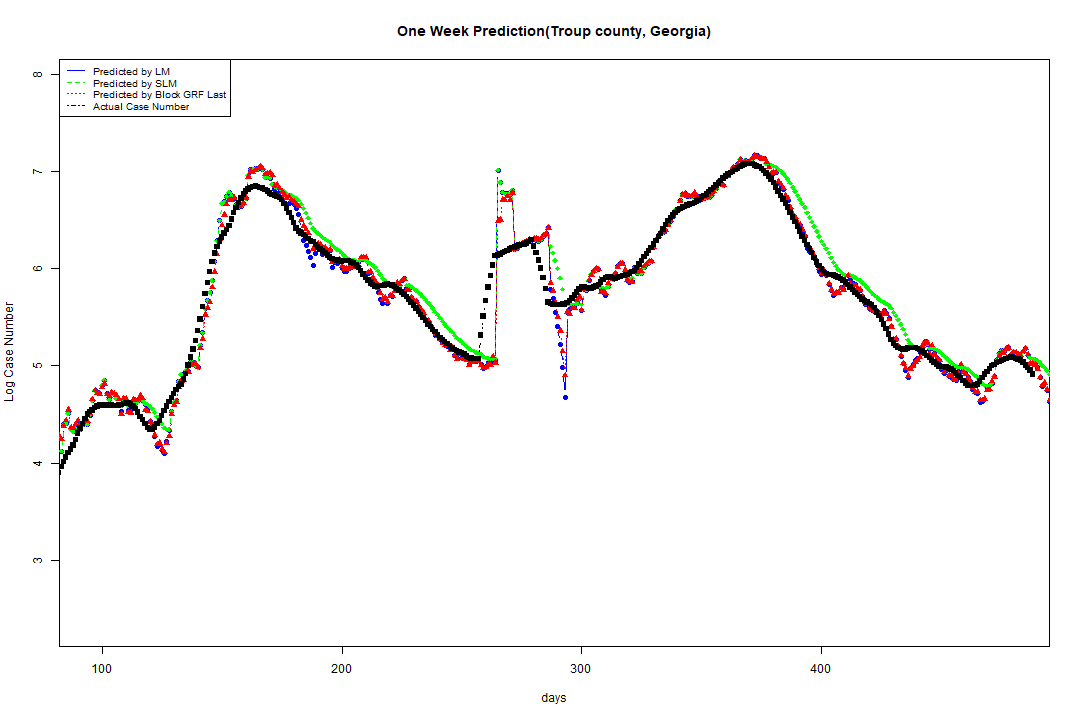 One Week Prediction(Troup county, Georgia)
Predicted by LM
Predicted by SLM
Predicted by Block GRF Last
Actual Case Number
8
7
6
5
4
3
Log Case Number
100
200
300
400
days